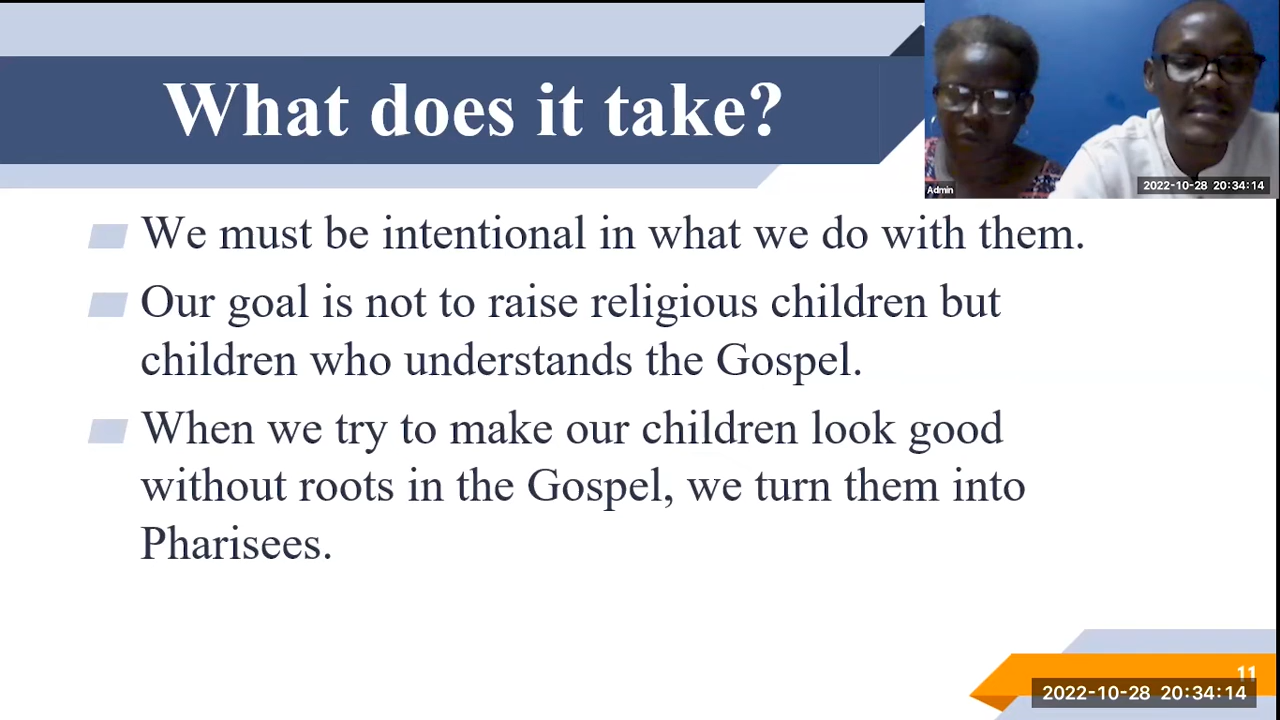 What does it take?
Admin
2022-10-28 20:34:14
We must be intentional in what we do with them.
Our goal is not to raise religious children but
children who understands the Gospel.
When we try to make our children look good
without roots in the Gospel, we turn them into
Pharisees.
11
2022-10-28 20:34:14